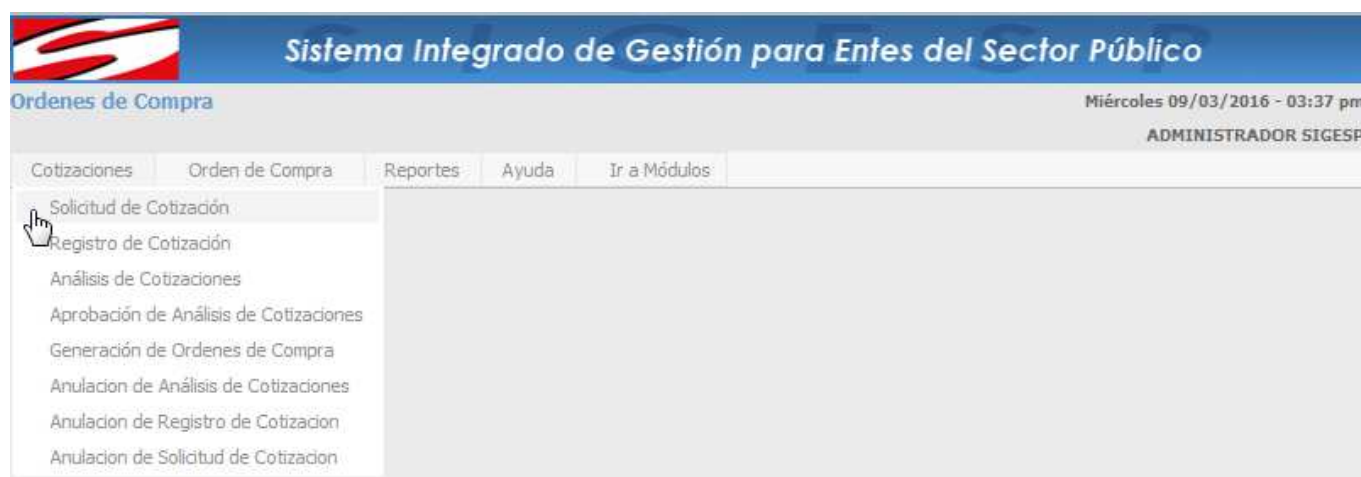 Sistema Integrado de Gestión para Entes del Sector Público
Ordenes de Compra
Miércoles 09/03/2016 - 03:37 pm
ADMINISTRADOR SIGESP
Cotizaciones Orden de Compra Reportes Ayuda Ir a Módulos
Solicitud de Cotización
Registro de Cotización
Análisis de Cotizaciones
Aprobación de Análisis de Cotizaciones
Generación de Ordenes de Compra
Anulacion de Análisis de Cotizaciones
Anulacion de Registro de Cotizacion
Anulacion de Solicitud de Cotizacion